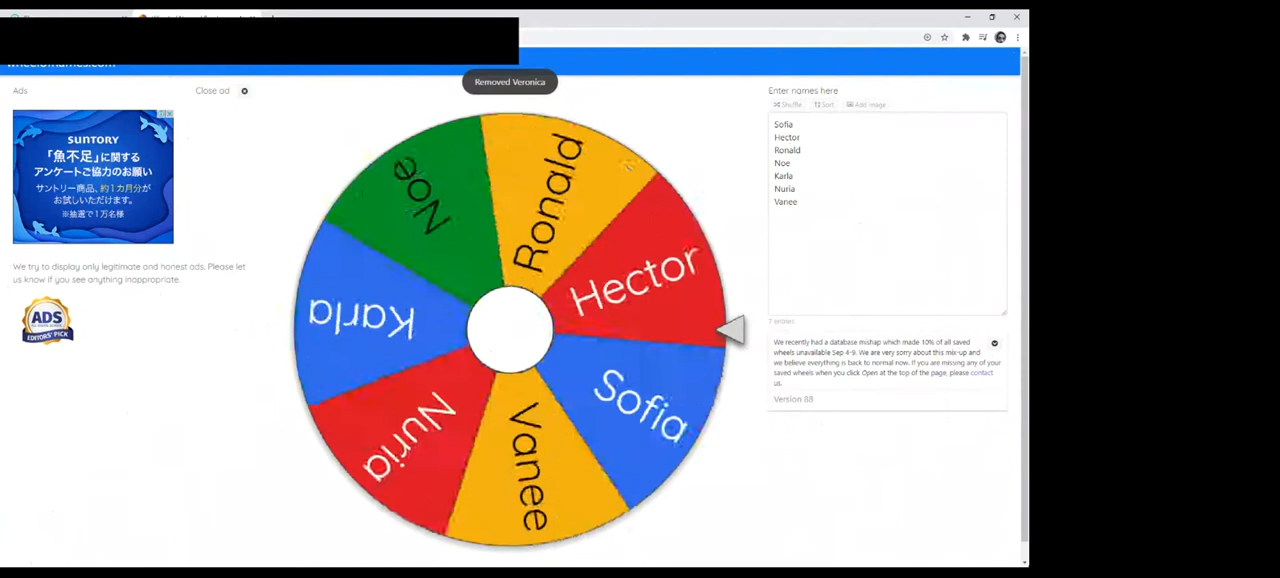 Removed Veronica
Ads
Close ad
SUNTORY
「魚不足」に関する
アンケートご協力のお願い
サントリー商品、約1カ月分が
お試しいただけます。
※抽選で1万名様
We try to display only legitimate and honest ads. Please let
us know if you see anything inappropriate.
ADS
EDITORS' PICK
Noe
Ronald
Hector
Sofia
Vanee
Nuria
Karla
Enter names here
Shuffle
Sort
Add image
Sofia
Hector
Ronald
Noe
Karla
Nuria
Vanee
7 entries
We recently had a database mishap which made 10% of all saved
wheels unavailable Sep 4-9. We are very sorry about this mix-up and
we believe everything is back to normal now. If you are missing any of your
saved wheels when you click Open at the top of the page, please contact
us.
Version 88